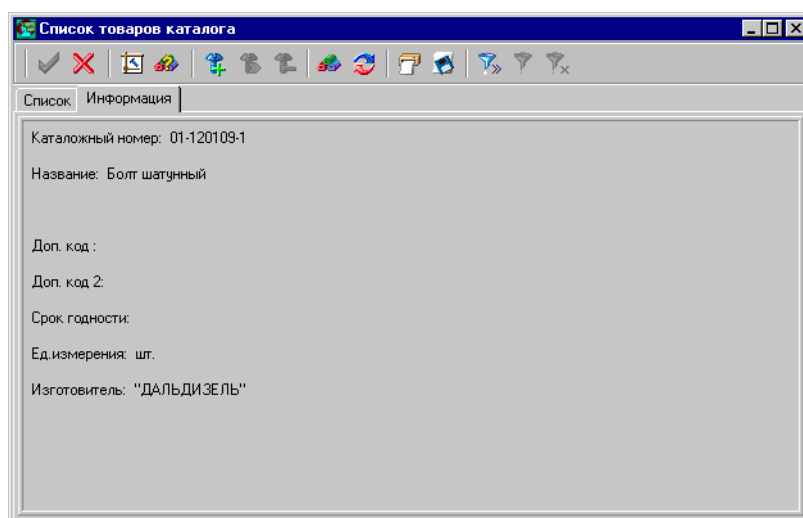 Список товаров каталога
Список Информация
Каталожный номер: 01-120109-1
Название: Болт шатунный
Доп. код :
Доп. код 2:
Срок годности:
Ед.измерения: шт.
Изготовитель: "ДАЛЬДИЗЕЛЬ"